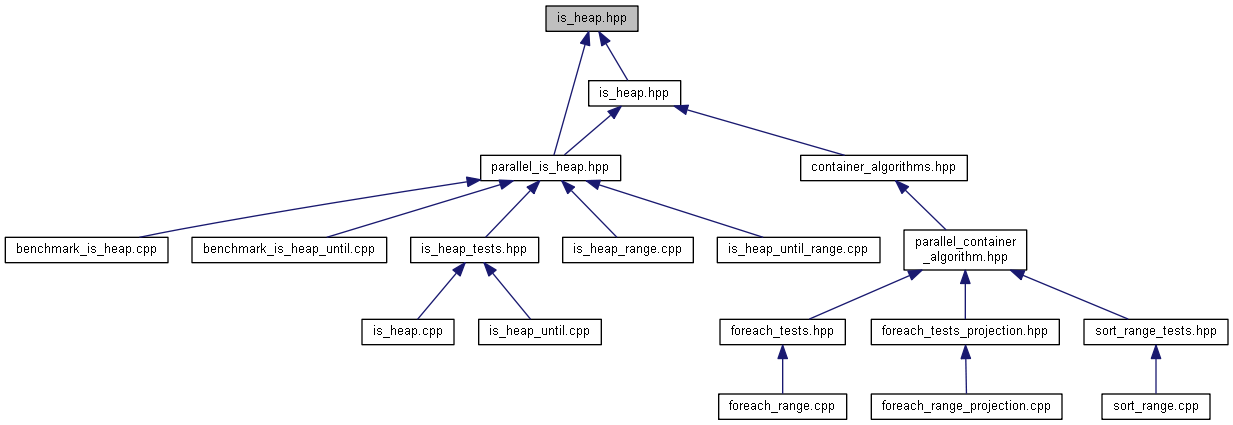 is_heap.hpp
is_heap.hpp
parallel_is_heap.hpp
container_algorithms.hpp
benchmark_is_heap.cpp
benchmark_is_heap_until.cpp
is_heap_tests.hpp
is_heap_range.cpp
is_heap_until_range.cpp
parallel_container
_algorithm.hpp
is_heap.cpp
is_heap_until.cpp
foreach_tests.hpp
foreach_tests_projection.hpp
sort_range_tests.hpp
foreach_range.cpp
foreach_range_projection.cpp
sort_range.cpp